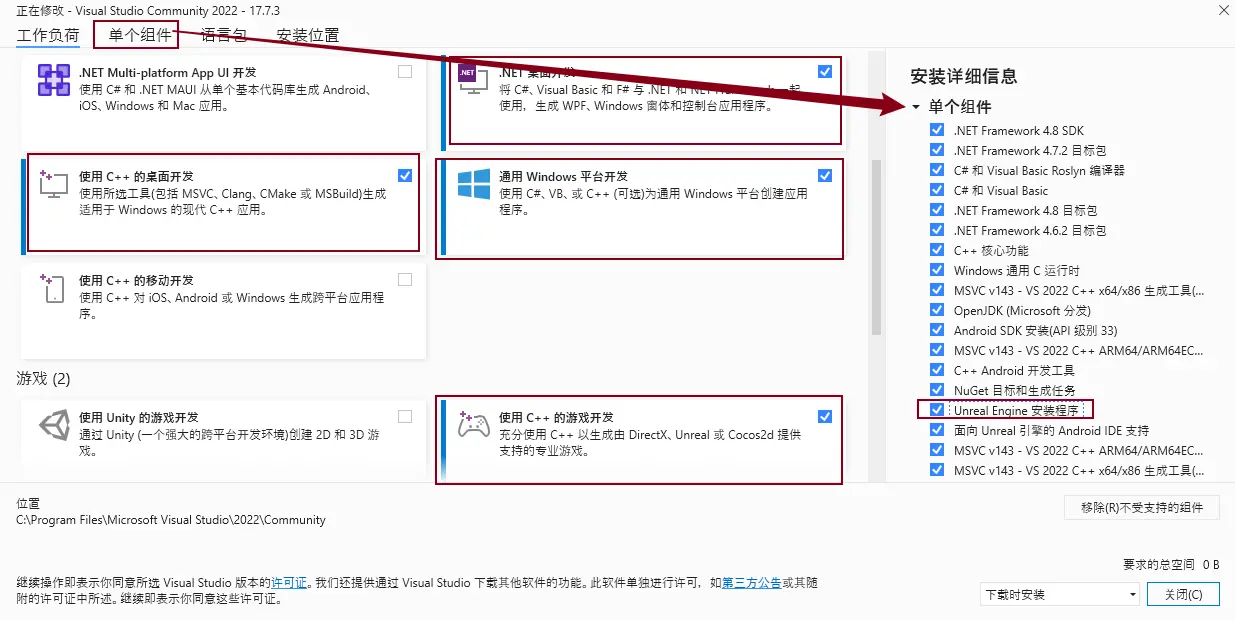 正在修改 - Visual Studio Community 2022 - 17.7.3
工作负荷 单个组件 语言包 安装位置
.NET Multi-platform App UI 开发
使用 C# 和 .NET MAUI 从单个基本代码库生成 Android、
iOS、Windows 和 Mac 应用。
.NET
.NET 桌面开发
将 C#、Visual Basic 和 F# 与 .NET 和 .NET 一起
使用，生成 WPF、Windows 窗体和控制台应用程序。
使用 C++ 的桌面开发
使用所选工具(包括 MSVC、Clang、CMake 或 MSBuild)生成
适用于 Windows 的现代 C++ 应用。
通用 Windows 平台开发
使用 C#、VB、或 C++ (可选)为通用 Windows 平台创建应用
程序。
使用 C++ 的移动开发
使用 C++ 对 iOS、Android 或 Windows 生成跨平台应用程
序。
游戏 (2)
使用 Unity 的游戏开发
通过 Unity (一个强大的跨平台开发环境)创建 2D 和 3D 游
戏。
使用 C++ 的游戏开发
充分使用 C++ 以生成由 DirectX、Unreal 或 Cocos2d 提供
支持的专业游戏。
安装详细信息
单个组件
.NET Framework 4.8 SDK
.NET Framework 4.7.2 目标包
C# 和 Visual Basic Roslyn 编译器
C# 和 Visual Basic
.NET Framework 4.8 目标包
.NET Framework 4.6.2 目标包
C++ 核心功能
Windows 通用 C 运行时
MSVC v143 - VS 2022 C++ x64/x86 生成工具(...
OpenJDK (Microsoft 分发)
Android SDK 安装(API 级别 33)
MSVC v143 - VS 2022 C++ ARM64/ARM64EC...
C++ Android 开发工具
NuGet 目标和生成任务
Unreal Engine 安装程序
面向 Unreal 引擎的 Android IDE 支持
MSVC v143 - VS 2022 C++ ARM64/ARM64EC...
MSVC v143 - VS 2022 C++ x64/x86 生成工具(...
位置
C:\Program Files\Microsoft Visual Studio\2022\Community
移除(R)不受支持的组件
要求的总空间 0 B
继续操作即表示你同意所选 Visual Studio 版本的许可证。我们还提供通过 Visual Studio 下载其他软件的功能。此软件单独进行许可，如第三方公告或其随
附的许可证中所述。继续即表示你同意这些许可证。
下载时安装
关闭(C)